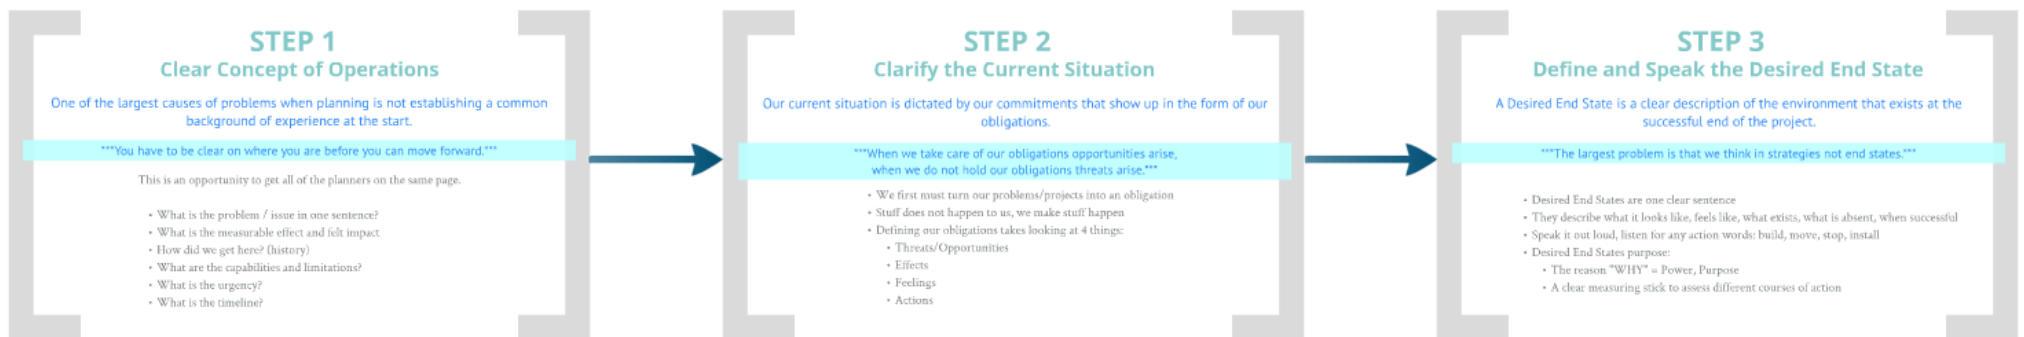 STEP 1
Clear Concept of Operations
One of the largest causes of problems when planning is not establishing a common
background of experience at the start.
"""You have to be clear on where you are before you can move forward."""
This is an opportunity to get all of the planners on the same page.
• What is the problem / issue in one sentence?
• What is the measurable effect and felt impact
• How did we get here? (history)
• What are the capabilities and limitations?
• What is the urgency?
• What is the timeline?
STEP 2
Clarify the Current Situation
Our current situation is dictated by our commitments that show up in the form of our
obligations.
"""When we take care of our obligations opportunities arise,
when we do not hold our obligations threats arise."""
• We first must turn our problems/projects into an obligation
• Stuff does not happen to us, we make stuff happen
• Defining our obligations takes looking at 4 things:
• Threats/Opportunities
• Effects
• Feelings
• Actions
STEP 3
Define and Speak the Desired End State
A Desired End State is a clear description of the environment that exists at the
successful end of the project.
"""The largest problem is that we think in strategies not end states."""
• Desired End States are one clear sentence
• They describe what it looks like, feels like, what exists, what is absent, when successful
• Speak it out loud, listen for any action words: build, move, stop, install
• Desired End States purpose:
• The reason "WHY" = Power, Purpose
• A clear measuring stick to assess different courses of action